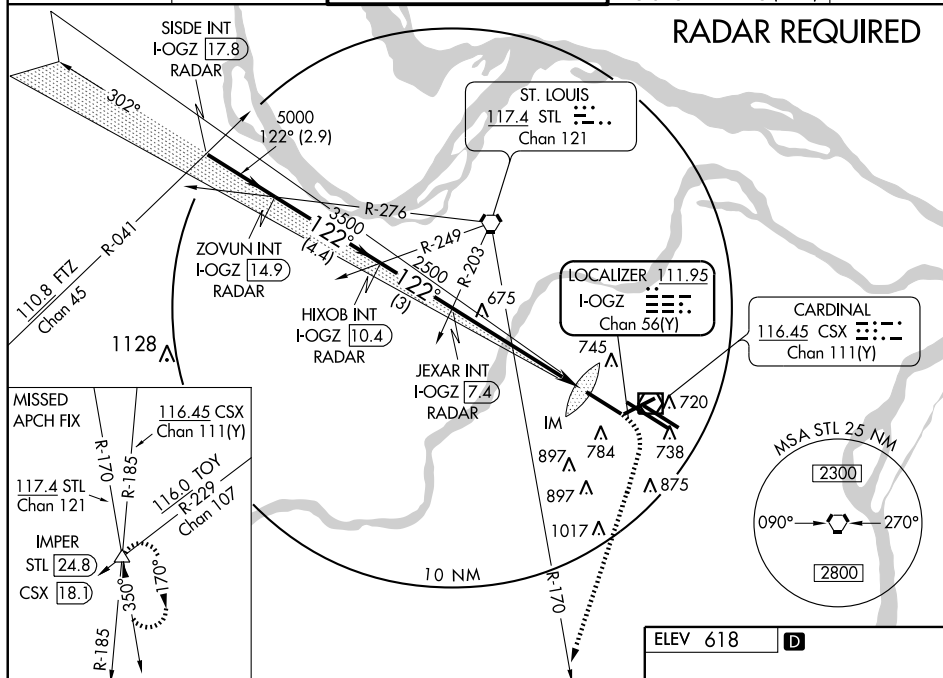 RADAR REQUIRED
SISDE INT
I-OGZ 17.8
RADAR
302°
5000
122° (2.9)
ST. LOUIS
117.4 STL
Chan 121
R-276
3500
122°
(4.4)
R-249
2500
122°
(3)
R-203
R-041
110.8 FTZ
Chan 45
ZOVUN INT
I-OGZ 14.9
RADAR
HIXOB INT
I-OGZ 10.4
RADAR
675
LOCALIZER 111.95
I-OGZ
Chan 56(Y)
CARDINAL
116.45 CSX
Chan 111(Y)
1128
JEXAR INT
I-OGZ 7.4
RADAR
745
IM
720
784
738
897
897
875
1017
10 NM
R-170
MISSED
APCH FIX
116.45 CSX
Chan 111(Y)
R-170
R-185
117.4 STL
Chan 121
116.0 TOY
R-229
Chan 107
IMPER
STL 24.8
CSX 18.1
350°
170°
R-185
MSA STL 25 NM
2300
090°
270°
2800
ELEV 618 D